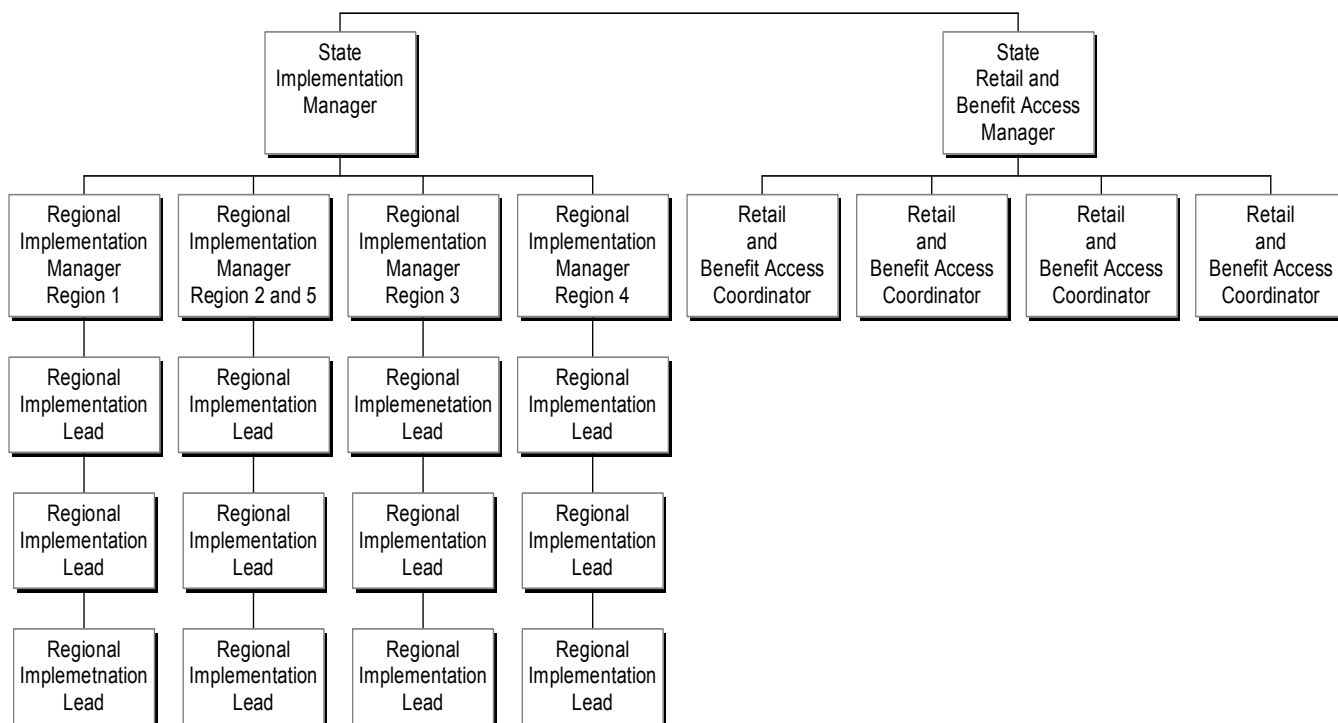 State
Implementation
Manager
State
Retail and
Benefit Access
Manager
Regional
Implementation
Manager
Region 1
Regional
Implementation
Manager
Region 2 and 5
Regional
Implementation
Manager
Region 3
Regional
Implementation
Manager
Region 4
Retail
and
Benefit Access
Coordinator
Retail
and
Benefit Access
Coordinator
Retail
and
Benefit Access
Coordinator
Retail
and
Benefit Access
Coordinator
Regional
Implementation
Lead
Regional
Implementation
Lead
Regional
Implemenetation
Lead
Regional
Implementation
Lead
Regional
Implementation
Lead
Regional
Implementation
Lead
Regional
Implementation
Lead
Regional
Implementation
Lead
Regional
Implemetnation
Lead
Regional
Implementation
Lead
Regional
Implementation
Lead
Regional
Implementation
Lead